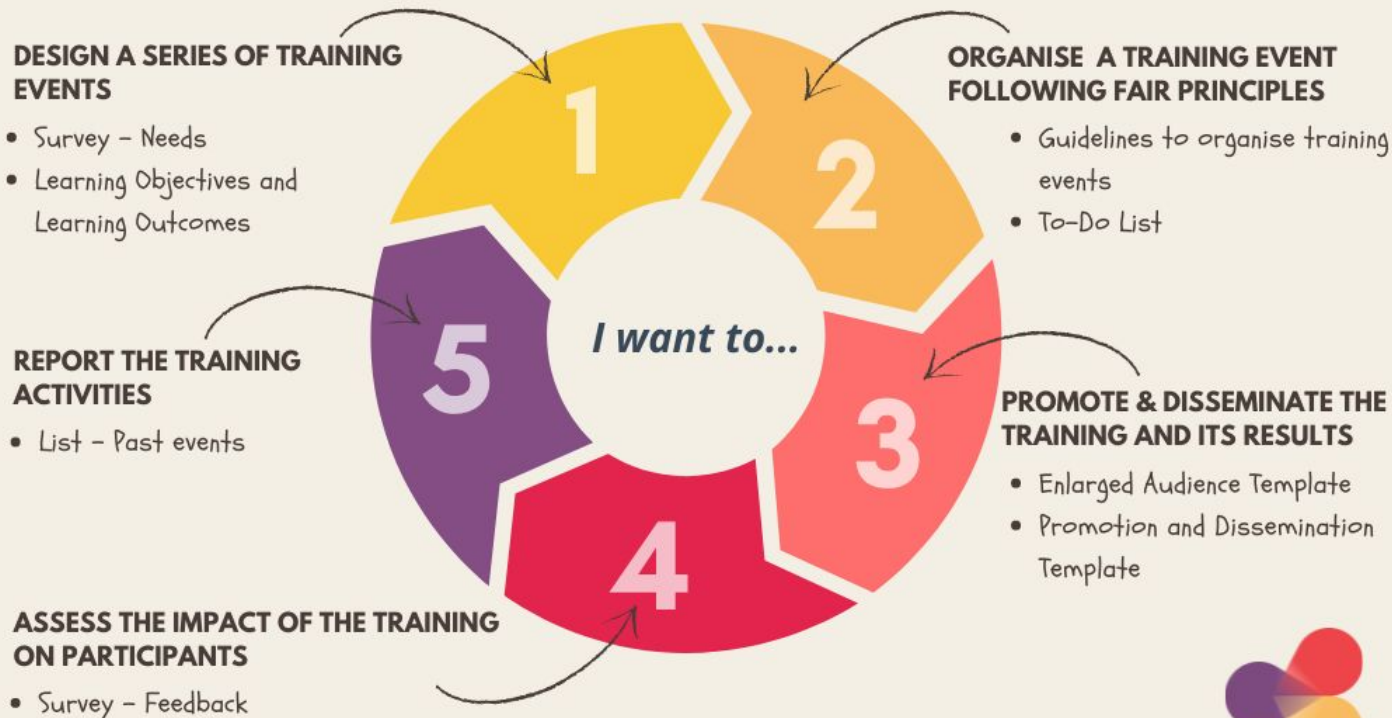 DESIGN A SERIES OF TRAINING
EVENTS
• Survey – Needs
• Learning Objectives and
Learning Outcomes
1
ORGANISE A TRAINING EVENT
FOLLOWING FAIR PRINCIPLES
• Guidelines to organise training
events
• To-Do List
2
I want to...
PROMOTE & DISSEMINATE THE
TRAINING AND ITS RESULTS
• Enlarged Audience Template
• Promotion and Dissemination
Template
3
ASSESS THE IMPACT OF THE TRAINING
ON PARTICIPANTS
• Survey – Feedback
4
REPORT THE TRAINING
ACTIVITIES
• List – Past events
5